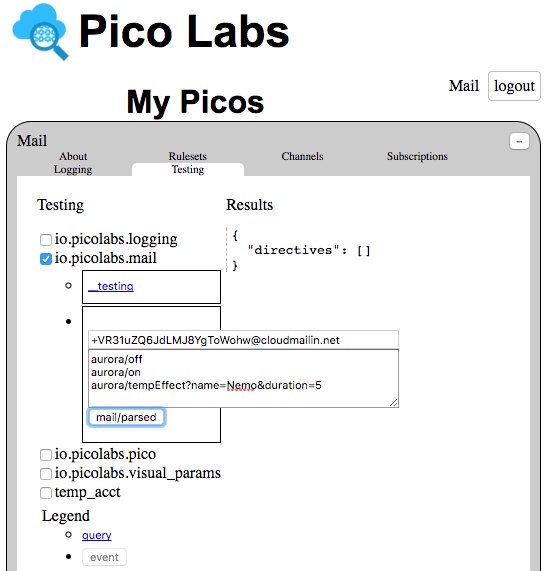 Pico Labs
Mail logout
My Picos
Mail -
About Rulesets Channels Subscriptions
Logging Testing
Testing Results
io.picolabs.logging
io.picolabs.mail
__testing
{
"directives": []
}
+VR31uZQ6JdLMJ8YgToWohw@cloudmailin.net
aurora/off
aurora/on
aurora/tempEffect?name=Nemo&duration=5
mail/parsed
io.picolabs.pico
io.picolabs.visual_params
temp_acct
Legend
query
event